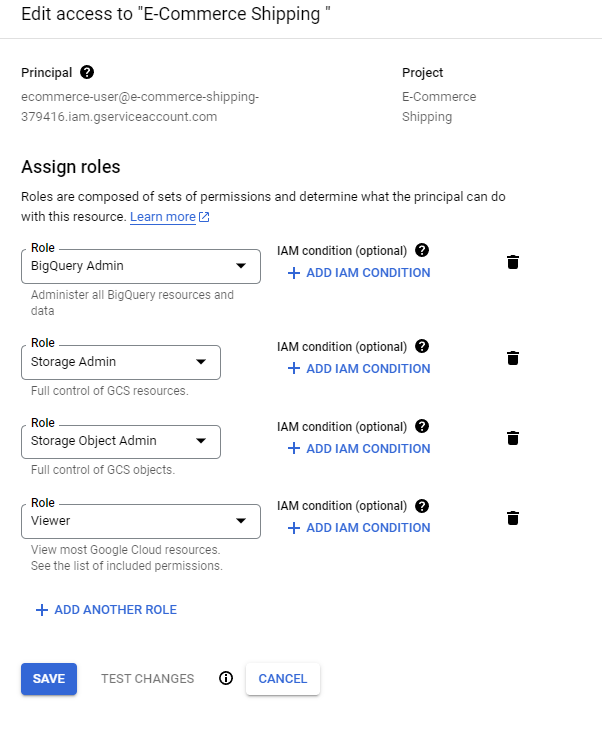 Edit access to "E-Commerce Shipping "
Principal
Project
ecommerce-user@e-commerce-shipping-
379416.iam.gserviceaccount.com
E-Commerce
Shipping
Assign roles
Roles are composed of sets of permissions and determine what the principal can do
with this resource. Learn more
Role
BigQuery Admin
IAM condition (optional)
ADD IAM CONDITION
Administer all BigQuery resources and
data
Role
Storage Admin
IAM condition (optional)
ADD IAM CONDITION
Full control of GCS resources.
Role
Storage Object Admin
IAM condition (optional)
ADD IAM CONDITION
Full control of GCS objects.
Role
Viewer
IAM condition (optional)
ADD IAM CONDITION
View most Google Cloud resources.
See the list of included permissions.
ADD ANOTHER ROLE
SAVE
TEST CHANGES
CANCEL